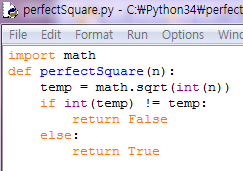 perfectSquare.py - C:₩Python34₩perfect
File Edit Format Run Options Window
import math
def perfectSquare(n):
    temp = math.sqrt(int(n))
    if int(temp) != temp:
        return False
    else:
        return True